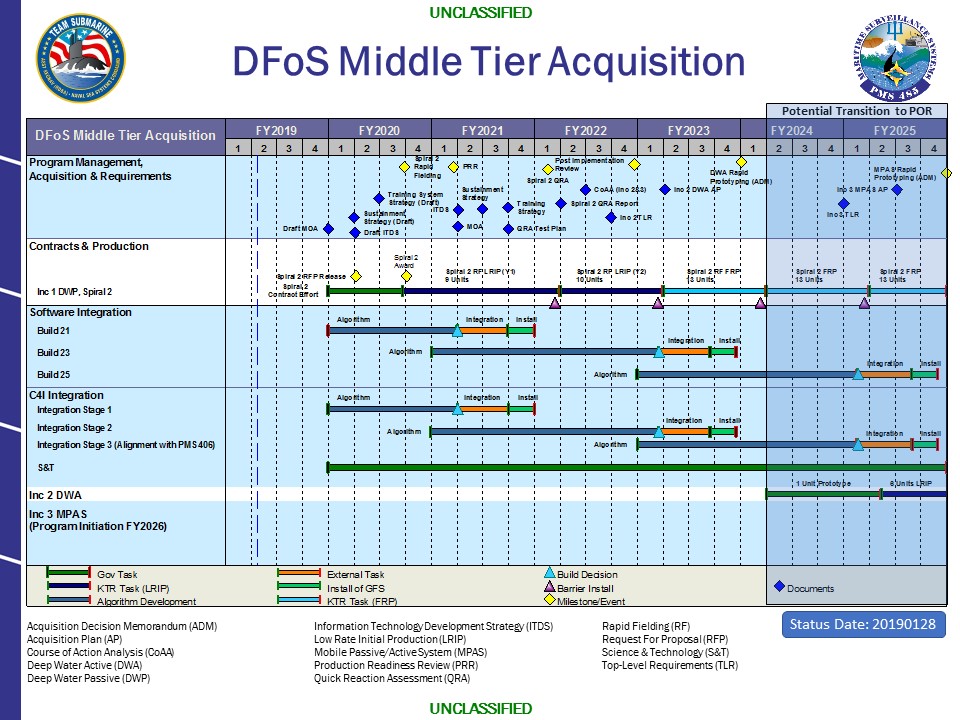 UNCLASSIFIED
DFoS Middle Tier Acquisition
TEAM SUBMARINE
MARITIME SURVEILLANCE SYSTEMS
PMS 485
Potential Transition to POR
DFoS Middle Tier Acquisition
FY2019 FY2020 FY2021 FY2022 FY2023 FY2024 FY2025
1 2 3 4 1 2 3 4 1 2 3 4 1 2 3 4 1 2 3 4 1 2 3 4 1 2 3 4
Program Management,
Acquisition & Requirements
Spiral 2
Rapid
Fielding
PRR
Post Implementation
Review
Spiral 2 QRA
DWA Rapid
Prototyping (ADM)
MPAS Rapid
Prototyping (ADM)
Training System
Strategy (Draft)
Sustainment
Strategy
CoAA (Inc 2&3)
Inc 2 DWA AP
Inc 3 MPAS AP
Sustainment
Strategy (Draft)
ITDS
Training
Strategy
Spiral 2 QRA Report
Inc 2 TLR
Inc 3 TLR
Draft MOA
Draft ITDS
MOA
QRA Test Plan
Contracts & Production
Spiral 2 RFP Release
Spiral 2
Award
Spiral 2
Contract Effort
Spiral 2 RP LRIP (Y1)
9 Units
Spiral 2 RP LRIP (Y2)
10 Units
Spiral 2 RF FRP
13 Units
Spiral 2 FRP
13 Units
Spiral 2 FRP
13 Units
Inc 1 DWP, Spiral 2
Software Integration
Algorithm Integration Install
Build 21
Algorithm Integration Install
Build 23
Algorithm Integration Install
Build 25
C4I Integration
Algorithm Integration Install
Integration Stage 1
Algorithm Integration Install
Integration Stage 2
Algorithm Integration Install
Integration Stage 3 (Alignment with PMS 406)
S&T
1 Unit Prototype 6 Units LRIP
Inc 2 DWA
Inc 3 MPAS
(Program Initiation FY2026)
Gov Task External Task Build Decision
KTR Task (LRIP) Install of GFS Barrier Install Documents
Algorithm Development KTR Task (FRP) Milestone/Event
Status Date: 20190128
Acquisition Decision Memorandum (ADM)
Acquisition Plan (AP)
Course of Action Analysis (CoAA)
Deep Water Active (DWA)
Deep Water Passive (DWP)
Information Technology Development Strategy (ITDS)
Low Rate Initial Production (LRIP)
Mobile Passive/Active System (MPAS)
Production Readiness Review (PRR)
Quick Reaction Assessment (QRA)
Rapid Fielding (RF)
Request For Proposal (RFP)
Science & Technology (S&T)
Top-Level Requirements (TLR)
UNCLASSIFIED